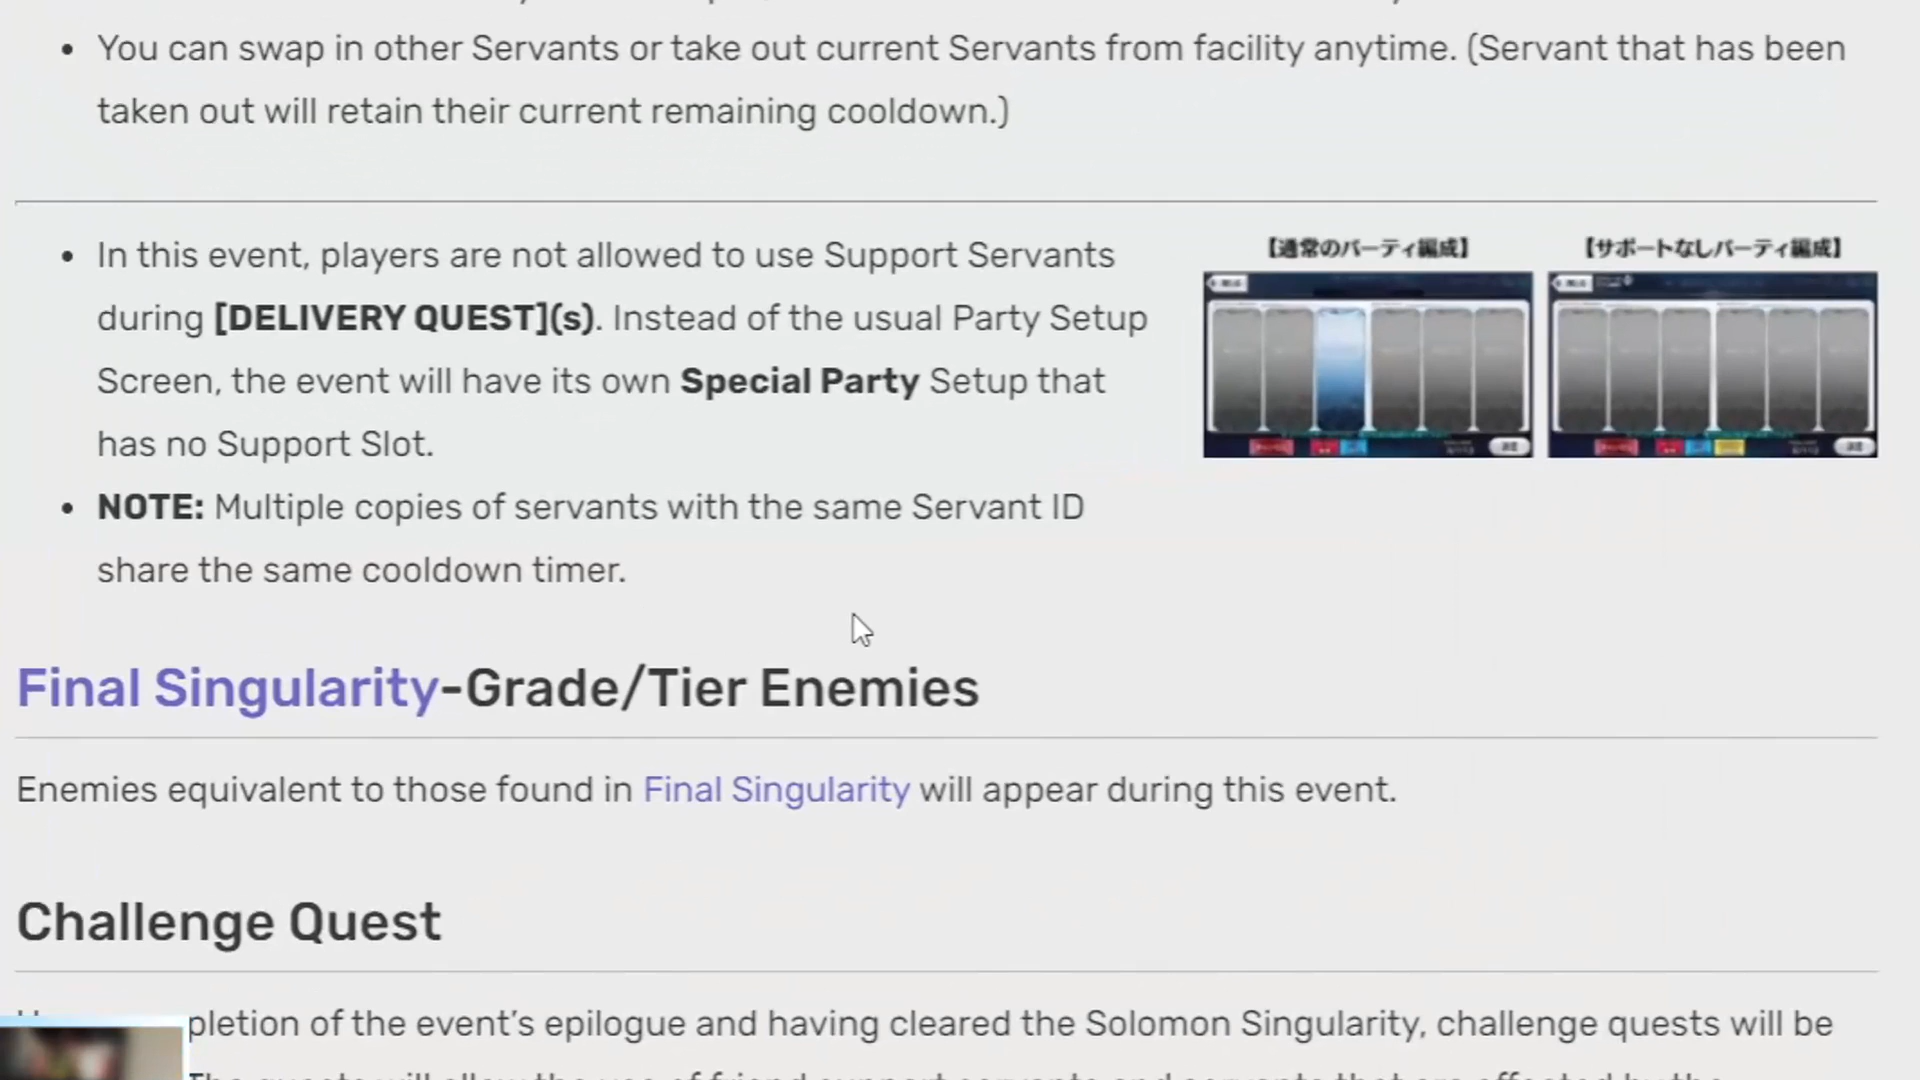 You can swap in other Servants or take out current Servants from facility anytime. (Servant that has been
taken out will retain their current remaining cooldown.)
In this event, players are not allowed to use Support Servants
during [DELIVERY QUEST](s). Instead of the usual Party Setup
Screen, the event will have its own Special Party Setup that
has no Support Slot.
【通常のパーティ編成】
【サポートなしパーティ編成】
NOTE: Multiple copies of servants with the same Servant ID
share the same cooldown timer.
Final Singularity-Grade/Tier Enemies
Enemies equivalent to those found in Final Singularity will appear during this event.
Challenge Quest
pletion of the event's epilogue and having cleared the Solomon Singularity, challenge quests will be